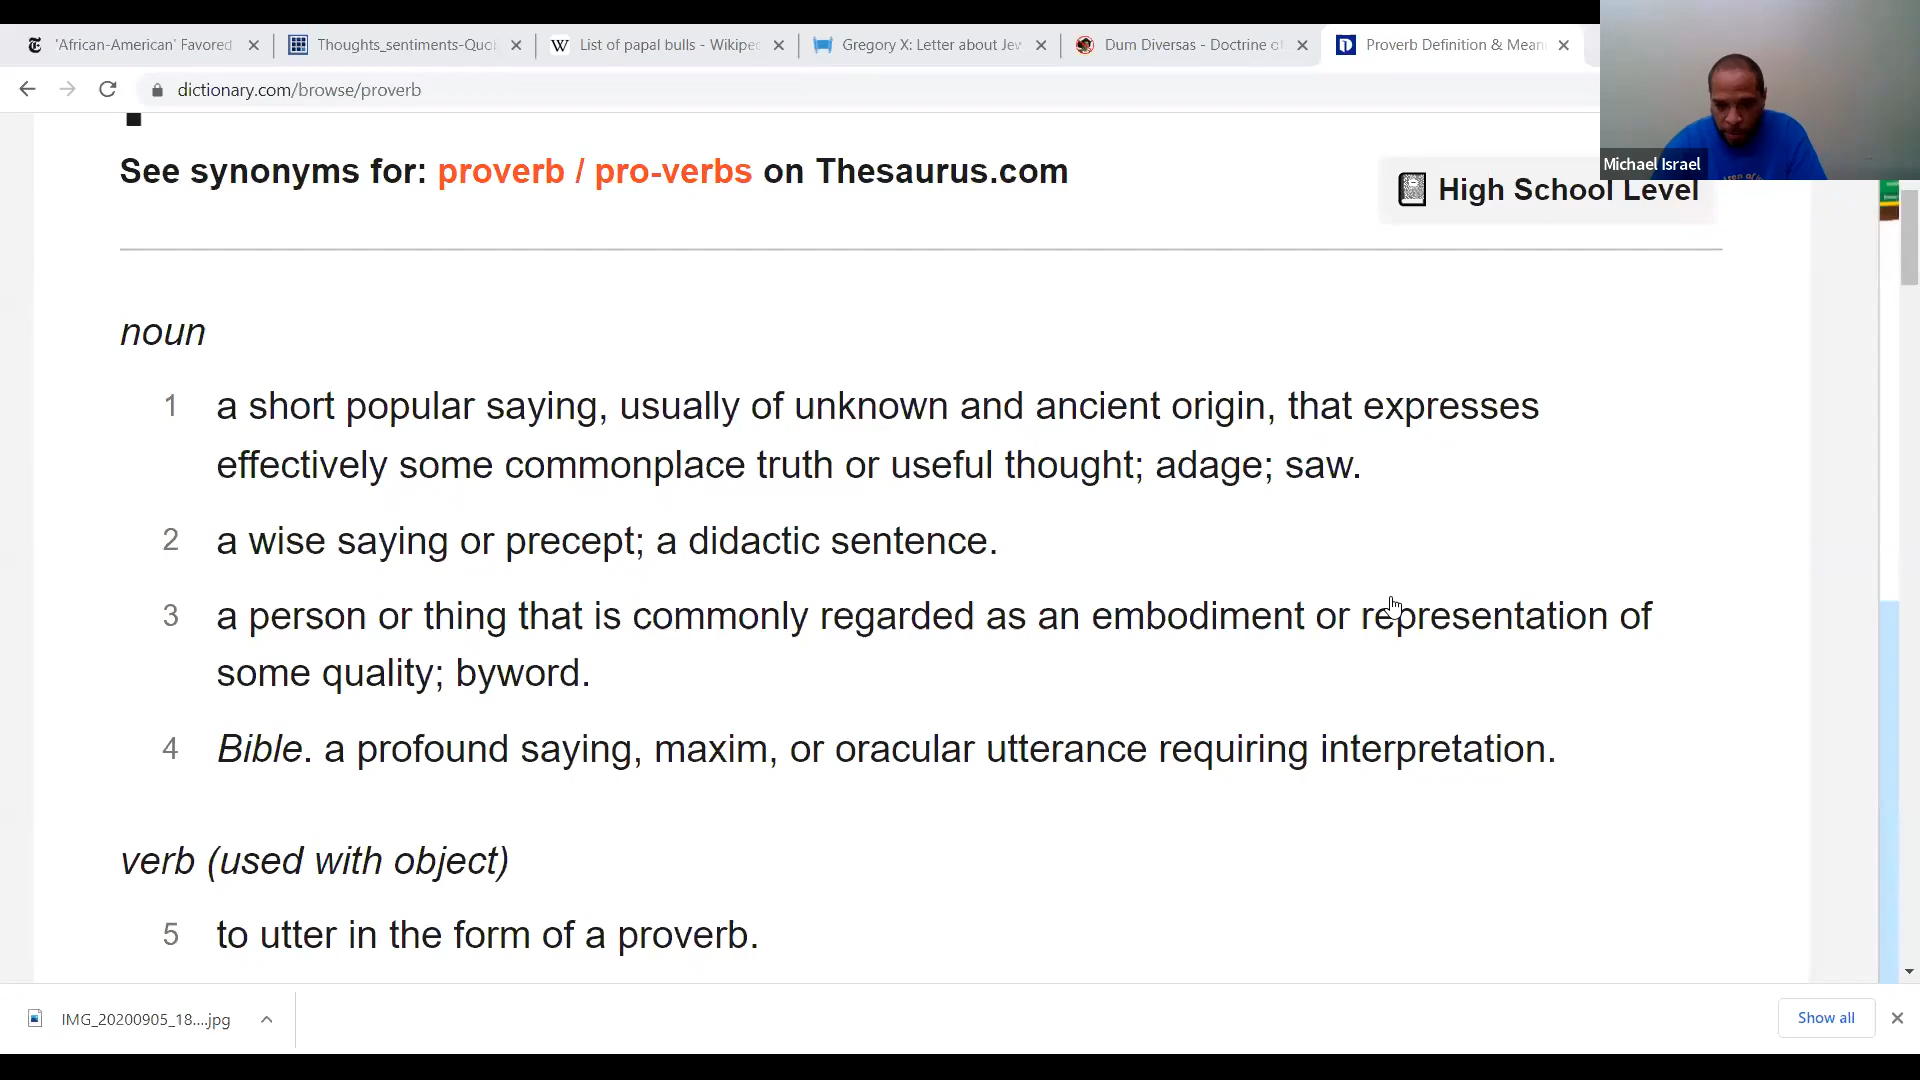 'African-American' Favored
Thoughts_sentiments-Quo
List of papal bulls - Wikipe
Gregory X: Letter about Jew
Dum Diversas - Doctrine of
Proverb Definition & Mean
dictionary.com/browse/proverb
Michael Israel
See synonyms for: proverb / pro-verbs on Thesaurus.com
High School Level
noun
1 a short popular saying, usually of unknown and ancient origin, that expresses
effectively some commonplace truth or useful thought; adage; saw.
2 a wise saying or precept; a didactic sentence.
3 a person or thing that is commonly regarded as an embodiment or representation of
some quality; byword.
4 Bible. a profound saying, maxim, or oracular utterance requiring interpretation.
verb (used with object)
5 to utter in the form of a proverb.
IMG_20200905_18....jpg
Show all